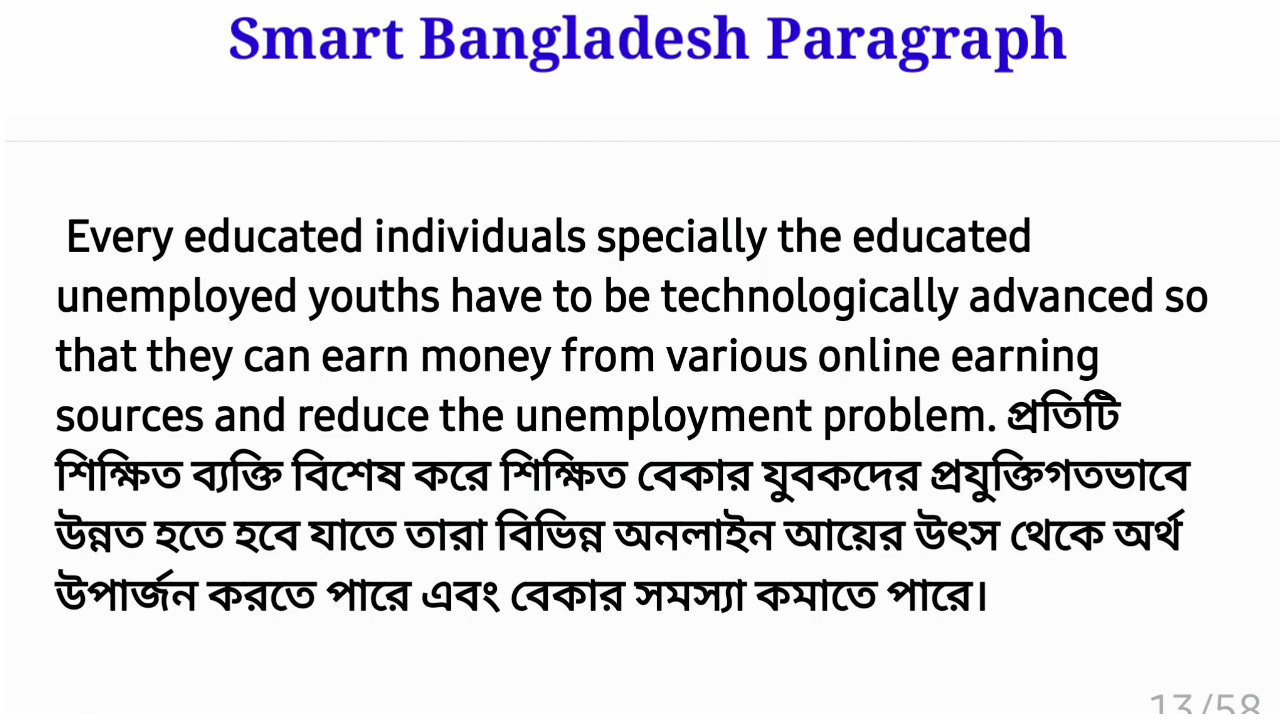 Smart Bangladesh Paragraph
Every educated individuals specially the educated
unemployed youths have to be technologically advanced so
that they can earn money from various online earning
sources and reduce the unemployment problem. প্রতিটি
শিক্ষিত ব্যক্তি বিশেষ করে শিক্ষিত বেকার যুবকদের প্রযুক্তিগতভাবে
উন্নত হতে হবে যাতে তারা বিভিন্ন অনলাইন আয়ের উৎস থেকে অর্থ
উপার্জন করতে পারে এবং বেকার সমস্যা কমাতে পারে।
13/58